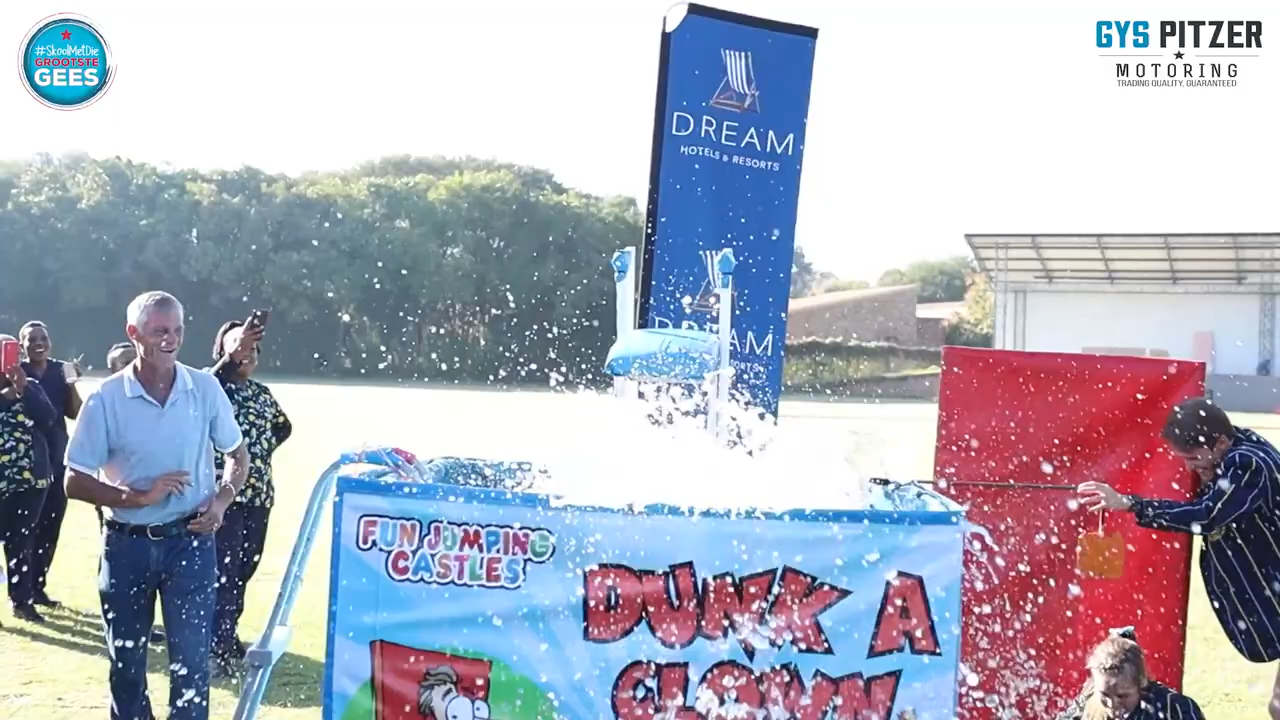 #SkoolMetDie
GROOTSTE
GEES
GYS PITZER
MOTORING
TRADING QUALITY, GUARANTEED
DREAM
HOTELS & RESORTS
DREAM
FUN JUMPING
CASTLES
DUNK A
CLOWN